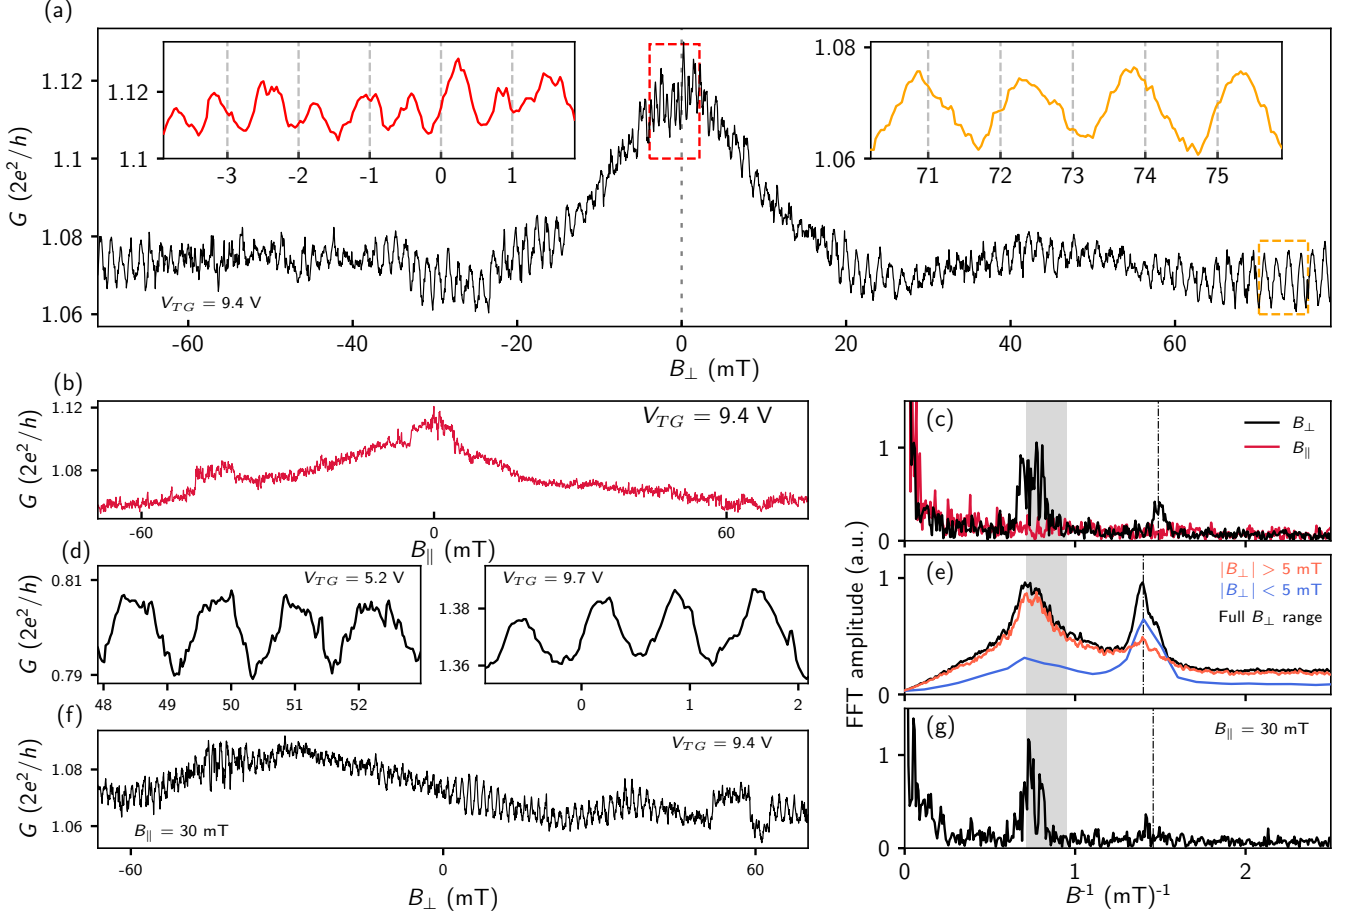 (a)
G (2e²/h)
1.12
1.1
1.08
1.06
1.12
1.1
-3 -2 -1 0 1
1.08
1.06
71 72 73 74 75
V_TG = 9.4 V
-60 -40 -20 0 20 40 60
B⊥ (mT)
(b)
G (2e²/h)
1.12
1.08
V_TG = 9.4 V
-60 0 60
B∥ (mT)
(c)
B⊥
B∥
1
0
(d)
G (2e²/h)
0.81
0.79
V_TG = 5.2 V
48 49 50 51 52
V_TG = 9.7 V
1.38
1.36
0 1 2
(e)
|B⊥| > 5 mT
|B⊥| < 5 mT
Full B⊥ range
1
0
FFT amplitude (a.u.)
(f)
G (2e²/h)
1.08
1.06
V_TG = 9.4 V
B∥ = 30 mT
-60 0 60
B⊥ (mT)
(g)
B∥ = 30 mT
1
0
0 1 2
B⁻¹ (mT)⁻¹